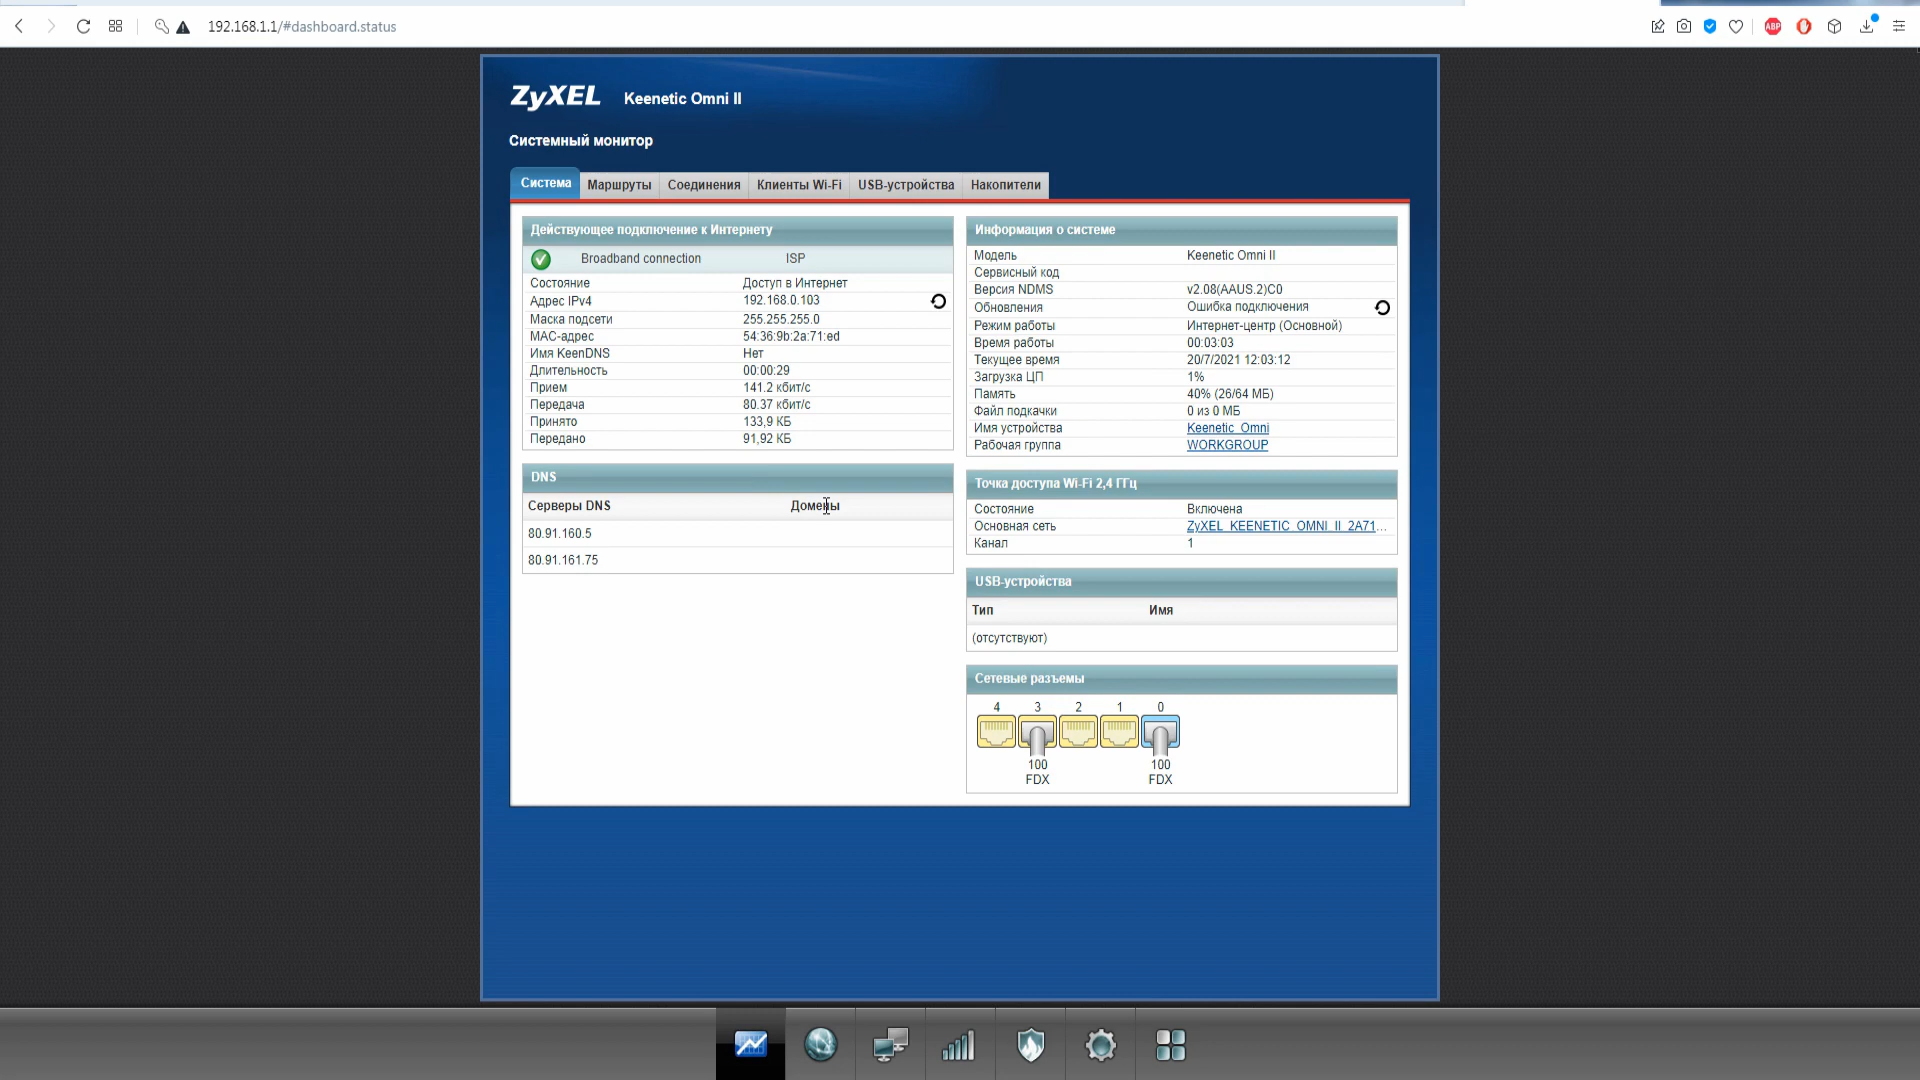 192.168.1.1/#dashboard.status
ABP
ZyXEL Keenetic Omni II
Системный монитор
Система Маршруты Соединения Клиенты Wi-Fi USB-устройства Накопители
Действующее подключение к Интернету
Broadband connection ISP
Состояние Доступ в Интернет
Адрес IPv4 192.168.0.103
Маска подсети 255.255.255.0
MAC-адрес 54:36:9b:2a:71:ed
Имя KeenDNS Нет
Длительность 00:00:29
Прием 141.2 кбит/с
Передача 80.37 кбит/с
Принято 133,9 КБ
Передано 91,92 КБ
DNS
Серверы DNS Домены
80.91.160.5
80.91.161.75
Информация о системе
Модель Keenetic Omni II
Сервисный код
Версия NDMS v2.08(AAUS.2)C0
Обновления Ошибка подключения
Режим работы Интернет-центр (Основной)
Время работы 00:03:03
Текущее время 20/7/2021 12:03:12
Загрузка ЦП 1%
Память 40% (26/64 МБ)
Файл подкачки 0 из 0 МБ
Имя устройства Keenetic_Omni
Рабочая группа WORKGROUP
Точка доступа Wi-Fi 2,4 ГГц
Состояние Включена
Основная сеть ZyXEL_KEENETIC_OMNI_II_2A71...
Канал 1
USB-устройства
Тип Имя
(отсутствуют)
Сетевые разъемы
4 3 2 1 0
100 100
FDX FDX